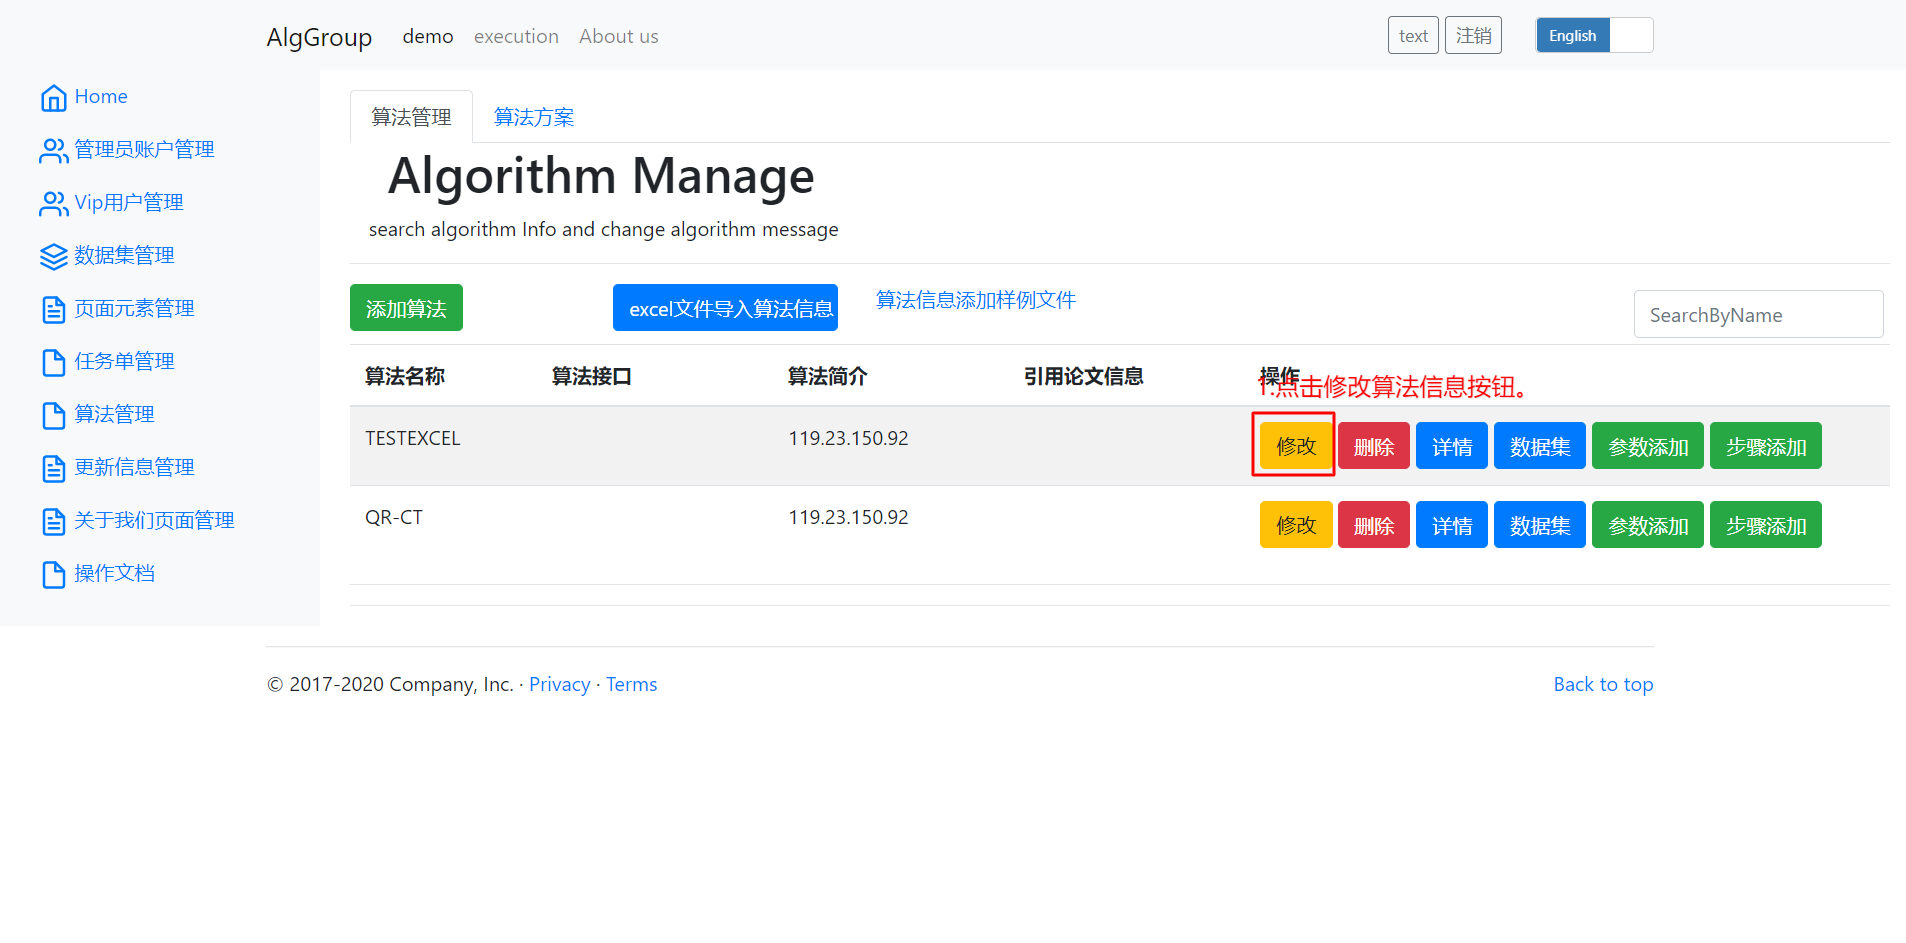 AlgGroup demo execution About us text 注销 English
Home
管理员账户管理
Vip用户管理
数据集管理
页面元素管理
任务单管理
算法管理
更新信息管理
关于我们页面管理
操作文档
算法管理 算法方案
Algorithm Manage
search algorithm Info and change algorithm message
添加算法 excel文件导入算法信息 算法信息添加样例文件 SearchByName
算法名称 算法接口 算法简介 引用论文信息 操作
1.点击修改算法信息按钮。
TESTEXCEL 119.23.150.92 修改 删除 详情 数据集 参数添加 步骤添加
QR-CT 119.23.150.92 修改 删除 详情 数据集 参数添加 步骤添加
© 2017-2020 Company, Inc. · Privacy · Terms Back to top